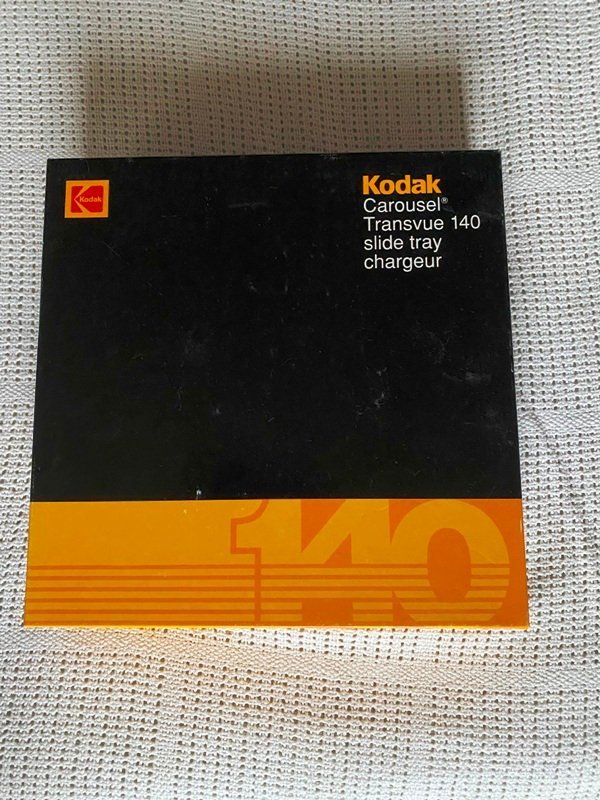 Kodak
Kodak
Carousel®
Transvue 140
slide tray
chargeur
140